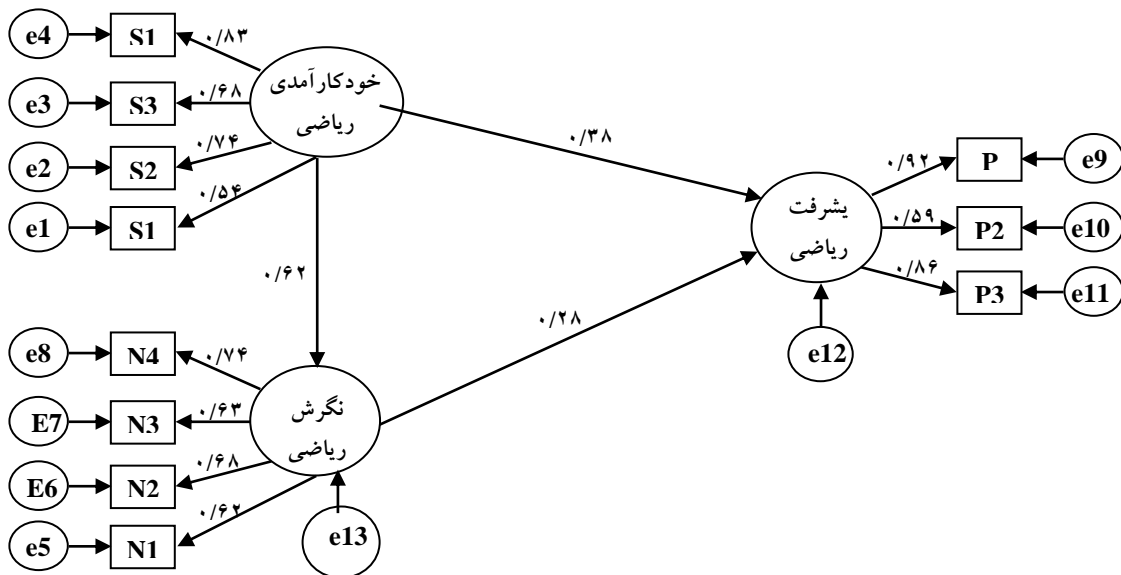 e4
S1
۰/۸۳
خودکارآمدی
ریاضی
e3
S3
۰/۶۸
e2
S2
۰/۷۴
e1
S1
۰/۵۴
۰/۳۸
۰/۶۲
یشرفت
ریاضی
۰/۹۲
P
e9
۰/۵۹
P2
e10
۰/۸۶
P3
e11
۰/۲۸
e12
e8
N4
۰/۷۴
نگرش
ریاضی
E7
N3
۰/۶۳
E6
N2
۰/۶۸
e5
N1
۰/۶۲
e13